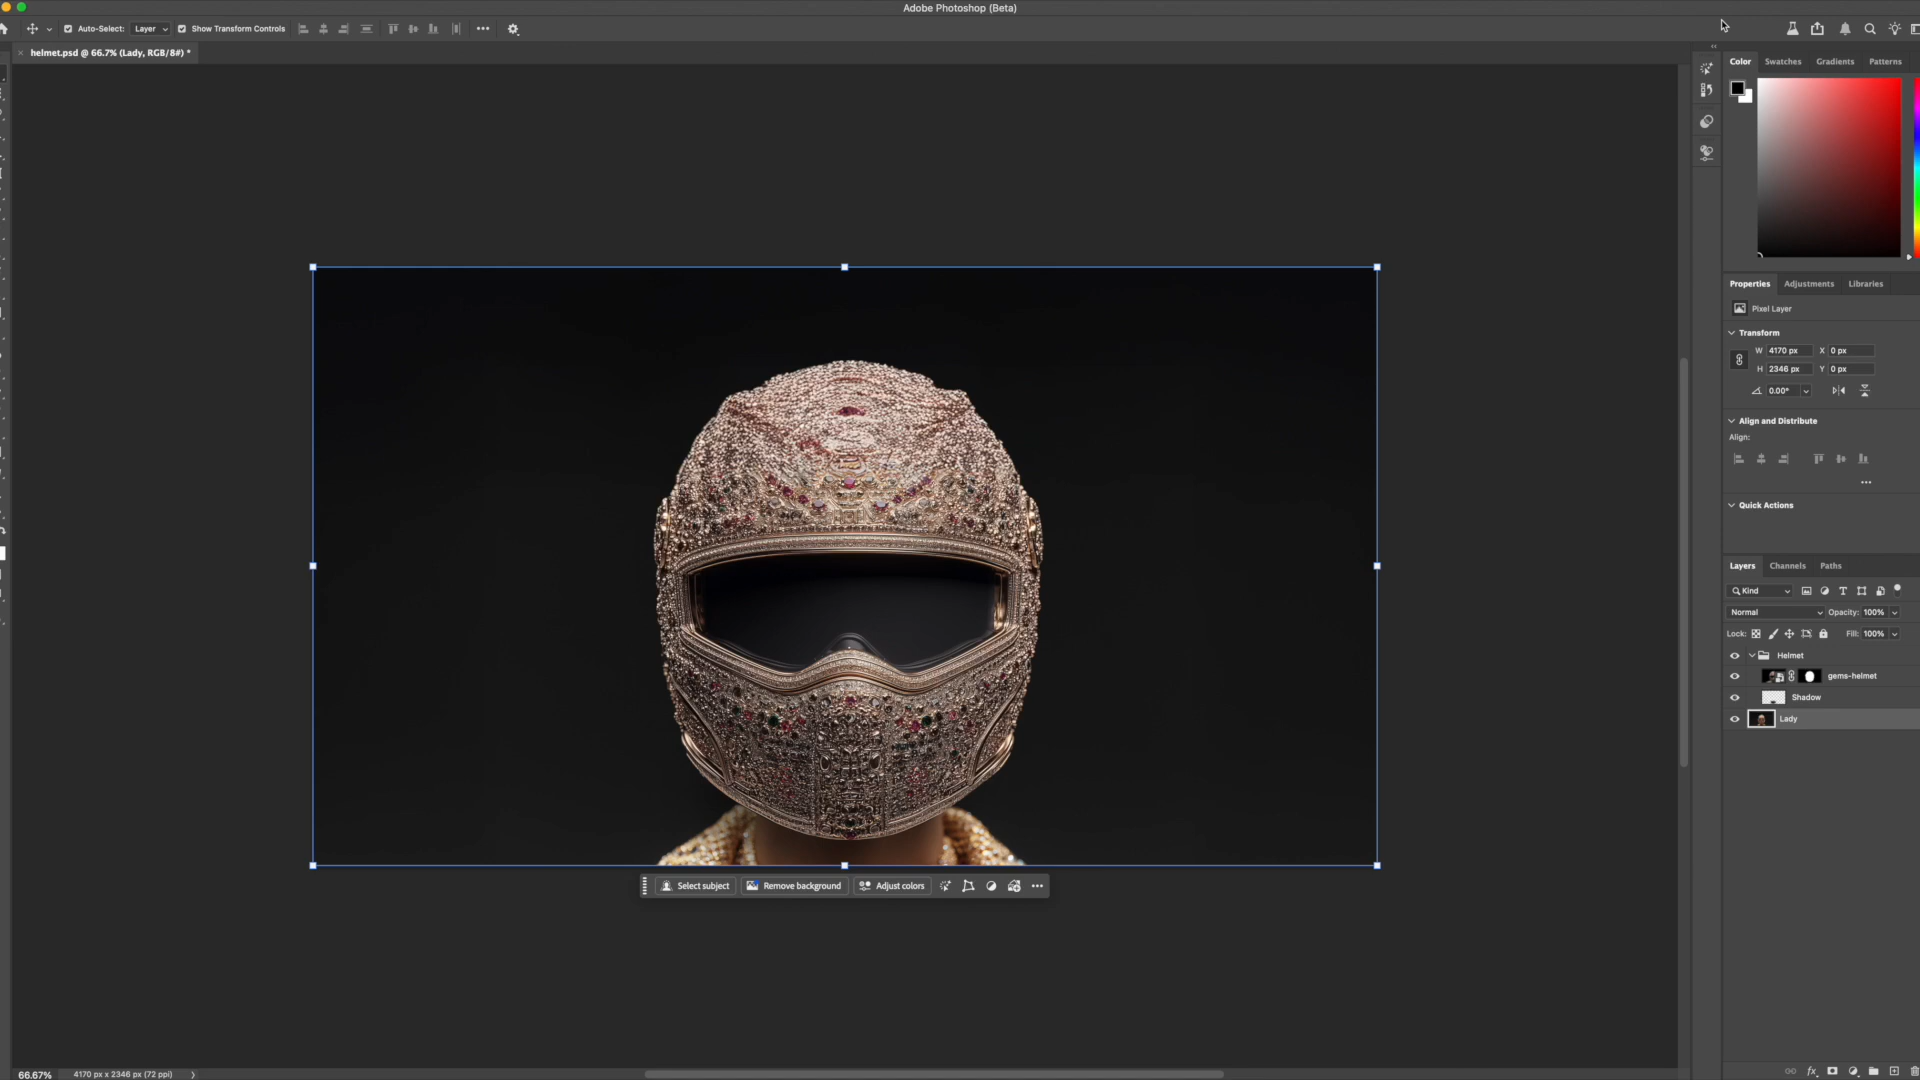 Adobe Photoshop (Beta)
Auto-Select: Layer Show Transform Controls
helmet.psd @ 66.7% (Lady, RGB/8#) *
Color Swatches Gradients Patterns
Properties Adjustments Libraries
Pixel Layer
Transform
W 4170 px X 0 px
H 2346 px Y 0 px
0.00°
Align and Distribute
Align:
Quick Actions
Layers Channels Paths
Kind
Normal Opacity: 100%
Lock: Fill: 100%
Helmet
gems-helmet
Shadow
Lady
Select subject Remove background Adjust colors
66.67% 4170 px x 2346 px (72 ppi)
fx